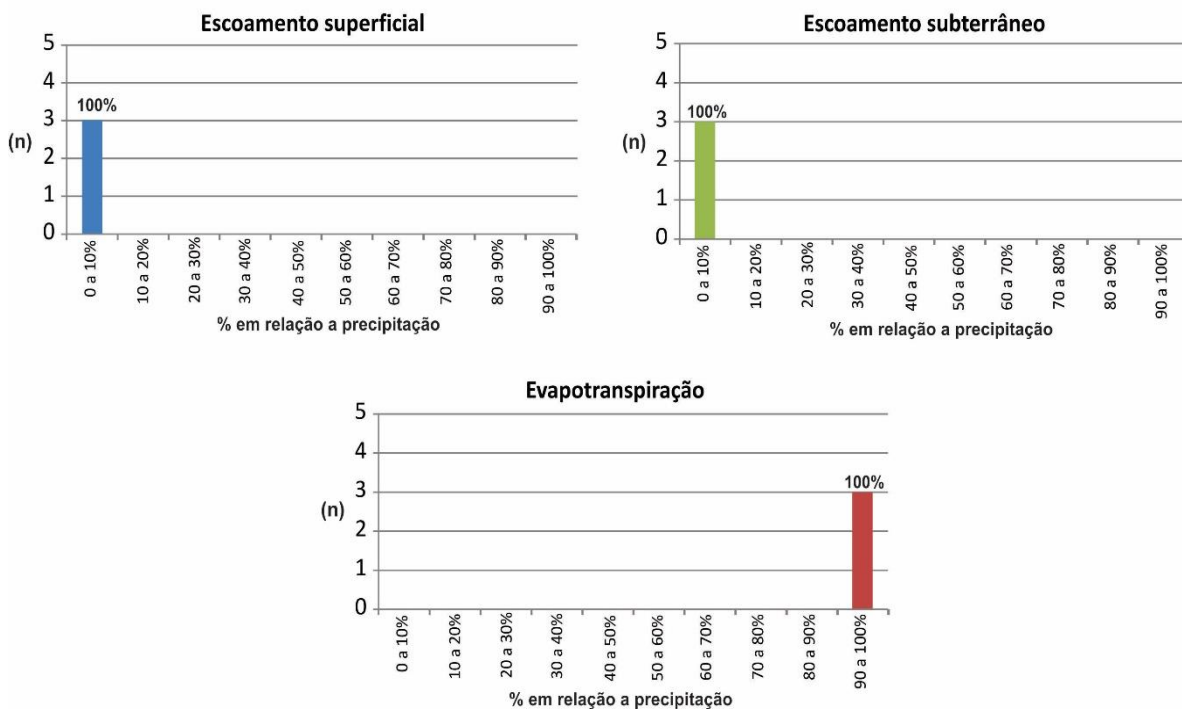 Escoamento superficial
5
4
3
2
1
0
(n)
100%
0 a 10%
10 a 20%
20 a 30%
30 a 40%
40 a 50%
50 a 60%
60 a 70%
70 a 80%
80 a 90%
90 a 100%
% em relação a precipitação
Escoamento subterrâneo
5
4
3
2
1
0
(n)
100%
0 a 10%
10 a 20%
20 a 30%
30 a 40%
40 a 50%
50 a 60%
60 a 70%
70 a 80%
80 a 90%
90 a 100%
% em relação a precipitação
Evapotranspiração
5
4
3
2
1
0
(n)
100%
0 a 10%
10 a 20%
20 a 30%
30 a 40%
40 a 50%
50 a 60%
60 a 70%
70 a 80%
80 a 90%
90 a 100%
% em relação a precipitação